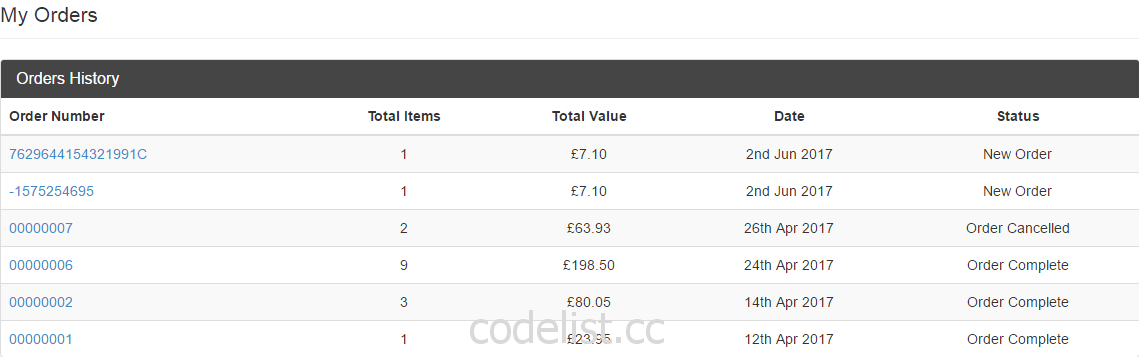 My Orders
Orders History
Order Number Total Items Total Value Date Status
7629644154321991C 1 £7.10 2nd Jun 2017 New Order
-1575254695 1 £7.10 2nd Jun 2017 New Order
00000007 2 £63.93 26th Apr 2017 Order Cancelled
00000006 9 £198.50 24th Apr 2017 Order Complete
00000002 3 £80.05 14th Apr 2017 Order Complete
codelist.cc
00000001 1 £23.95 12th Apr 2017 Order Complete